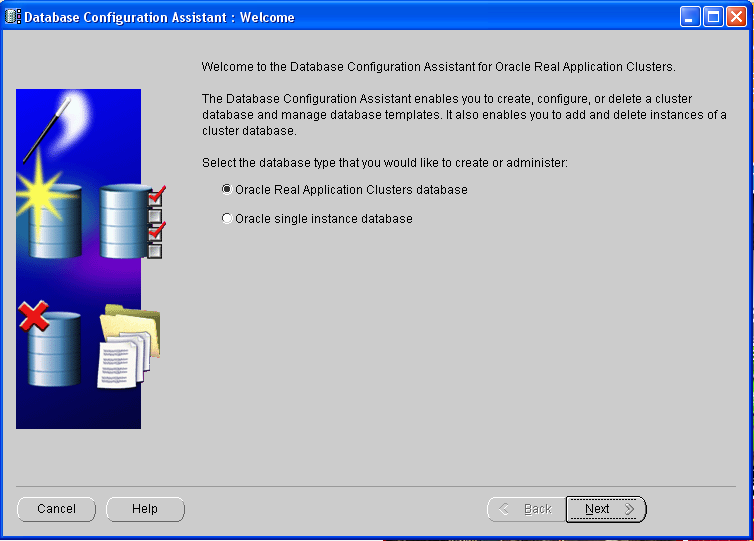 Database Configuration Assistant : Welcome
Welcome to the Database Configuration Assistant for Oracle Real Application Clusters.
The Database Configuration Assistant enables you to create, configure, or delete a cluster
database and manage database templates. It also enables you to add and delete instances of a
cluster database.
Select the database type that you would like to create or administer:
Oracle Real Application Clusters database
Oracle single instance database
Cancel
Help
Back
Next